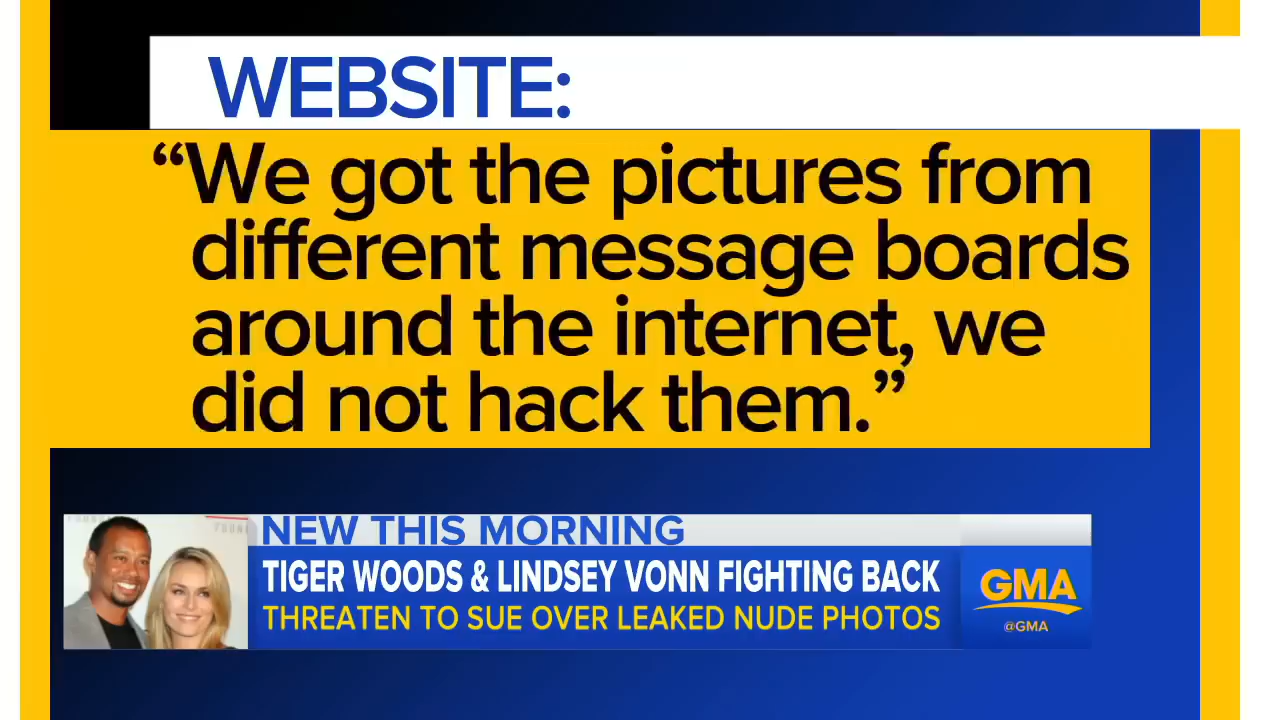 WEBSITE:
“We got the pictures from
different message boards
around the internet, we
did not hack them.”
NEW THIS MORNING
TIGER WOODS & LINDSEY VONN FIGHTING BACK
THREATEN TO SUE OVER LEAKED NUDE PHOTOS
GMA
@GMA